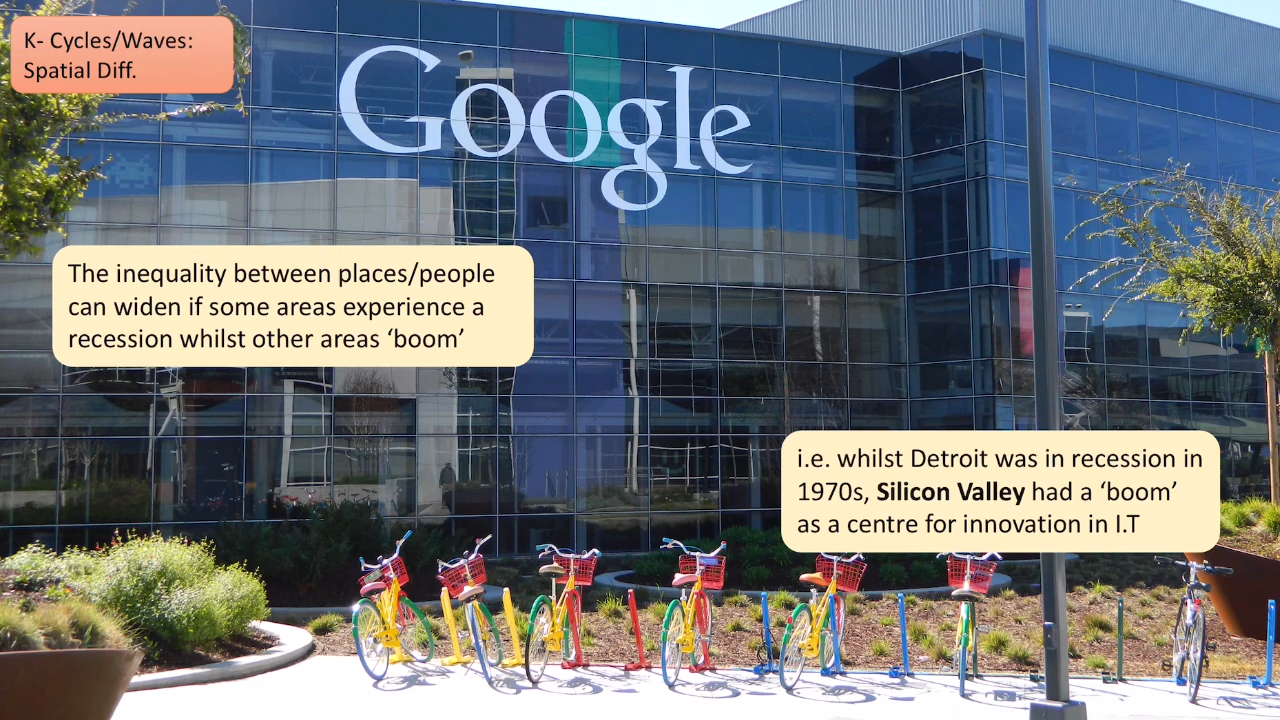 K- Cycles/Waves:
Spatial Diff.
Google
The inequality between places/people
can widen if some areas experience a
recession whilst other areas ‘boom’
i.e. whilst Detroit was in recession in
1970s, Silicon Valley had a ‘boom’
as a centre for innovation in I.T